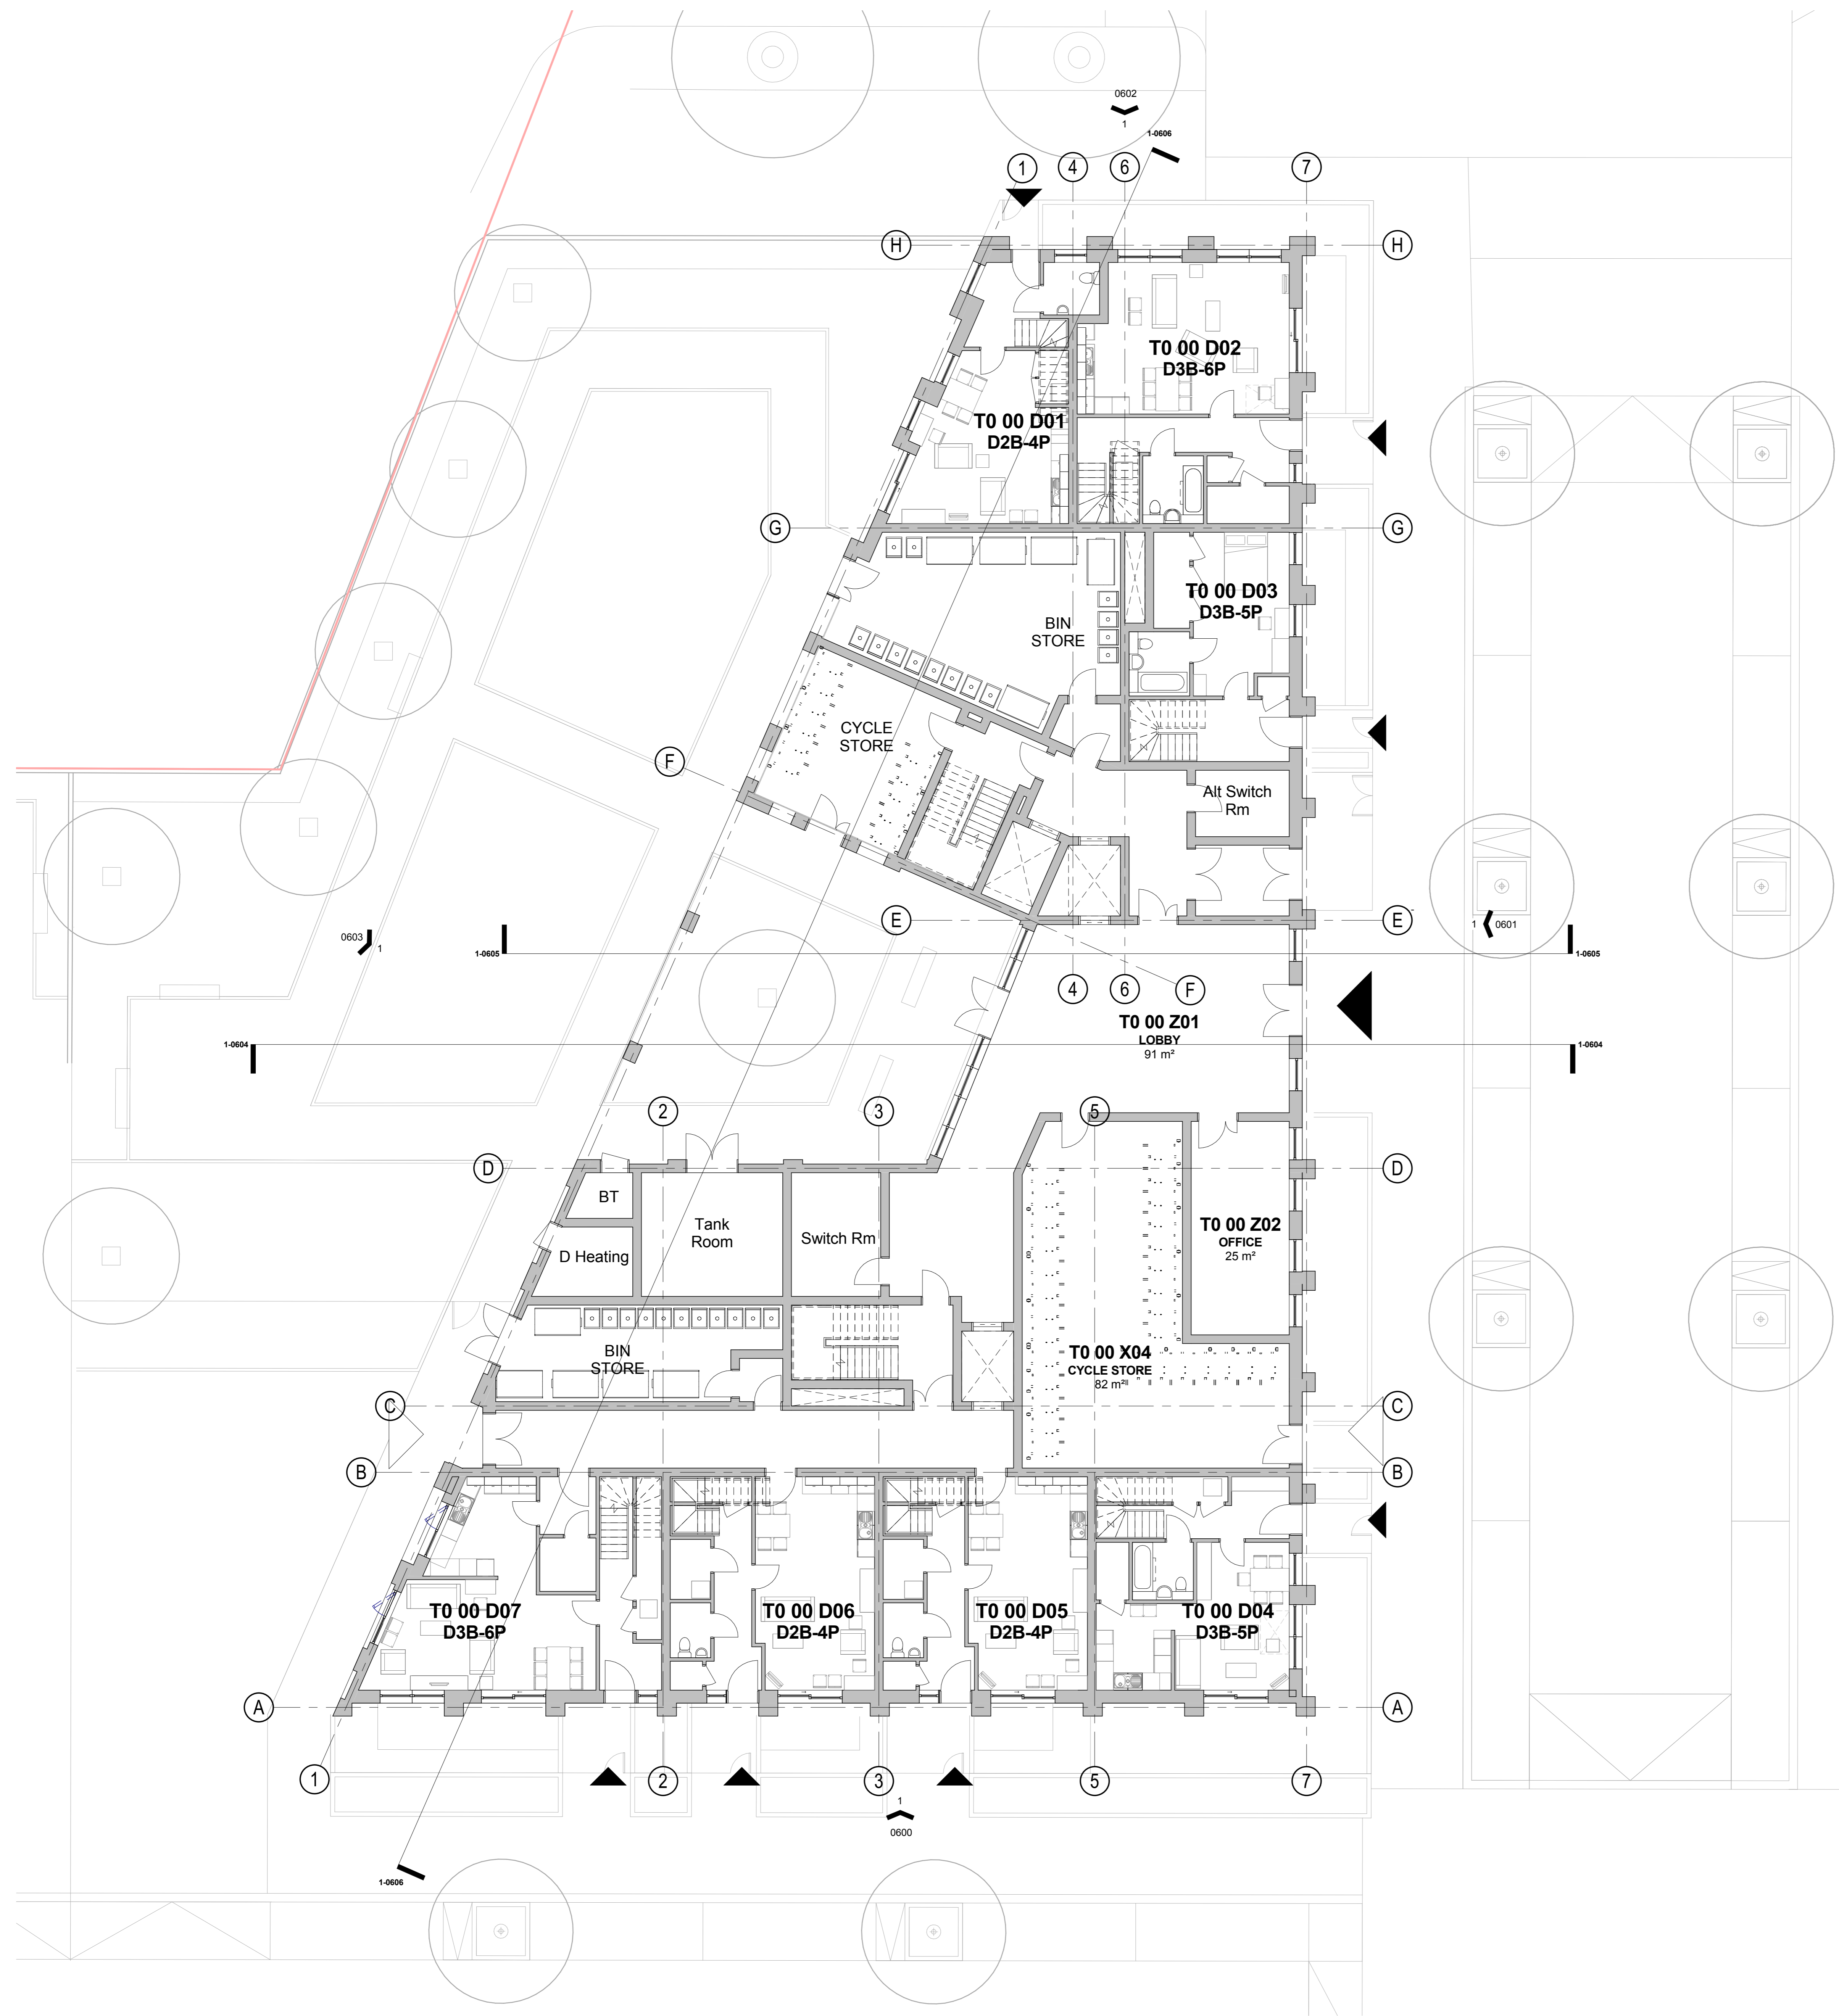 0602
1
1-0606
1
4
6
7
H
H
T0 00 D02
D3B-6P
T0 00 D01
D2B-4P
G
G
T0 00 D03
D3B-5P
BIN
STORE
CYCLE
STORE
F
Alt Switch
Rm
E
E
0603
1
1-0605
1-0605
1
0601
4
6
F
T0 00 Z01
LOBBY
91 m²
1-0604
1-0604
2
3
5
D
D
BT
Tank
Room
Switch Rm
D Heating
T0 00 Z02
OFFICE
25 m²
BIN
STORE
T0 00 X04
CYCLE STORE
82 m²
C
C
B
B
T0 00 D07
D3B-6P
T0 00 D06
D2B-4P
T0 00 D05
D2B-4P
T0 00 D04
D3B-5P
A
A
1
2
3
5
7
1
0600
1-0606